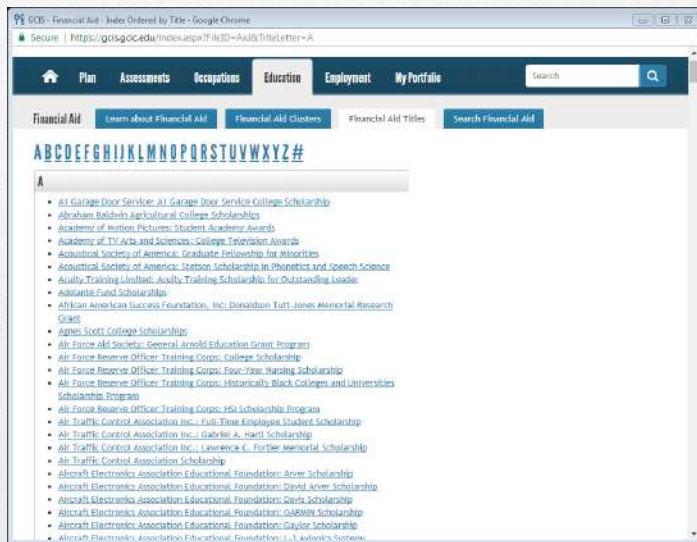 GCIS - Financial Aid - Index Ordered by Title - Google Chrome
Secure | https://gcis.gcic.edu/index.aspx?FileID=Aid&TitleLetter=A
Plan Assessments Occupations Education Employment My Portfolio Search
Financial Aid Learn about Financial Aid Financial Aid Clusters Financial Aid Titles Search Financial Aid
A B C D E F G H I J K L M N O P Q R S T U V W X Y Z #
A
A1 Garage Door Service: A1 Garage Door Service College Scholarship
Abraham Baldwin Agricultural College Scholarships
Academy of Motion Pictures: Student Academy Awards
Academy of TV Arts and Sciences: College Television Awards
Acoustical Society of America: Graduate Fellowship for Minorities
Acoustical Society of America: Stetson Scholarship in Phonetics and Speech Science
Acuity Training Limited: Acuity Training Scholarship for Outstanding Leader
Adelante Fund Scholarships
African American Success Foundation, Inc: Donaldson Tutt-Jones Memorial Research
Grant
Agnes Scott College Scholarships
Air Force Aid Society: General Arnold Education Grant Program
Air Force Reserve Officer Training Corps: College Scholarship
Air Force Reserve Officer Training Corps: Four-Year Nursing Scholarship
Air Force Reserve Officer Training Corps: Historically Black Colleges and Universities
Scholarship Program
Air Force Reserve Officer Training Corps: HSI Scholarship Program
Air Traffic Control Association Inc.: Full-Time Employee Student Scholarship
Air Traffic Control Association Inc.: Gabriel A. Hartl Scholarship
Air Traffic Control Association Inc.: Lawrence C. Fortier Memorial Scholarship
Air Traffic Control Association Scholarship
Aircraft Electronics Association Educational Foundation: Arver Scholarship
Aircraft Electronics Association Educational Foundation: David Arver Scholarship
Aircraft Electronics Association Educational Foundation: Davis Scholarship
Aircraft Electronics Association Educational Foundation: GARMIN Scholarship
Aircraft Electronics Association Educational Foundation: Gaylor Scholarship
Aircraft Electronics Association Educational Foundation: L-3 Avionics Systems